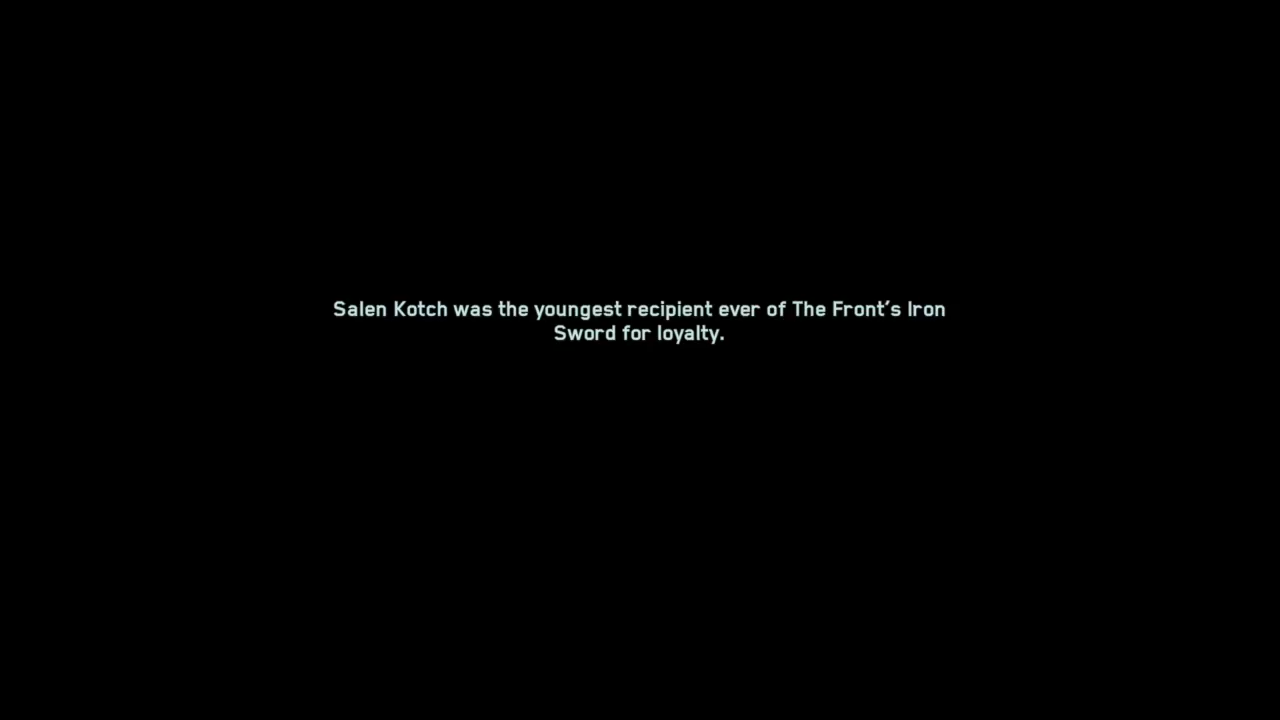 Salen Kotch was the youngest recipient ever of The Front's Iron
Sword for loyalty.